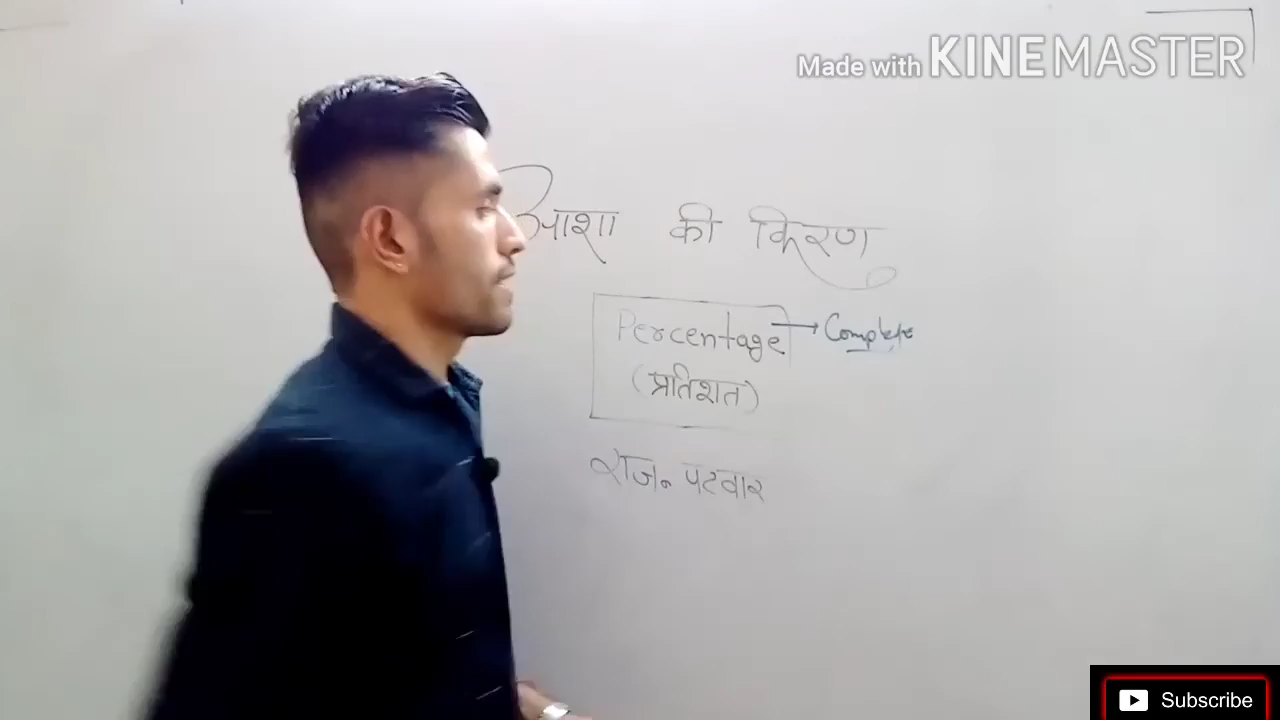 Made with KINEMASTER
आशा की किरण
Percentage → Complete
(प्रतिशत)
राज॰ पटवार
Subscribe